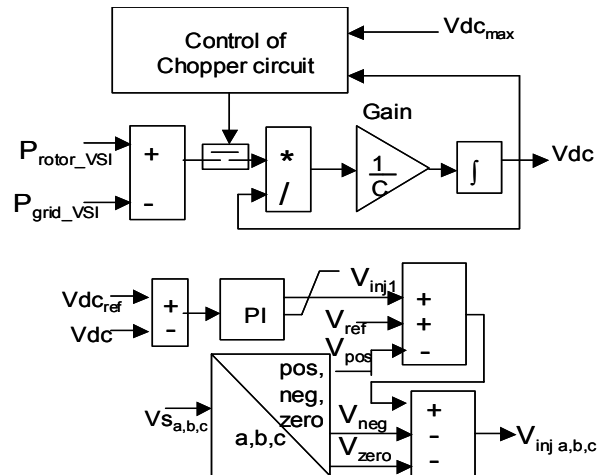 Control of
Chopper circuit
Vdc_max
Gain
P_rotor_VSI
+
*
1
C
∫
Vdc
P_grid_VSI
-
/
Vdc_ref
+
PI
V_inj1
+
Vdc
-
V_ref
+
V_pos
-
pos,
neg,
zero
Vs_a,b,c
a,b,c
V_neg
V_zero
+
-
-
V_inj a,b,c